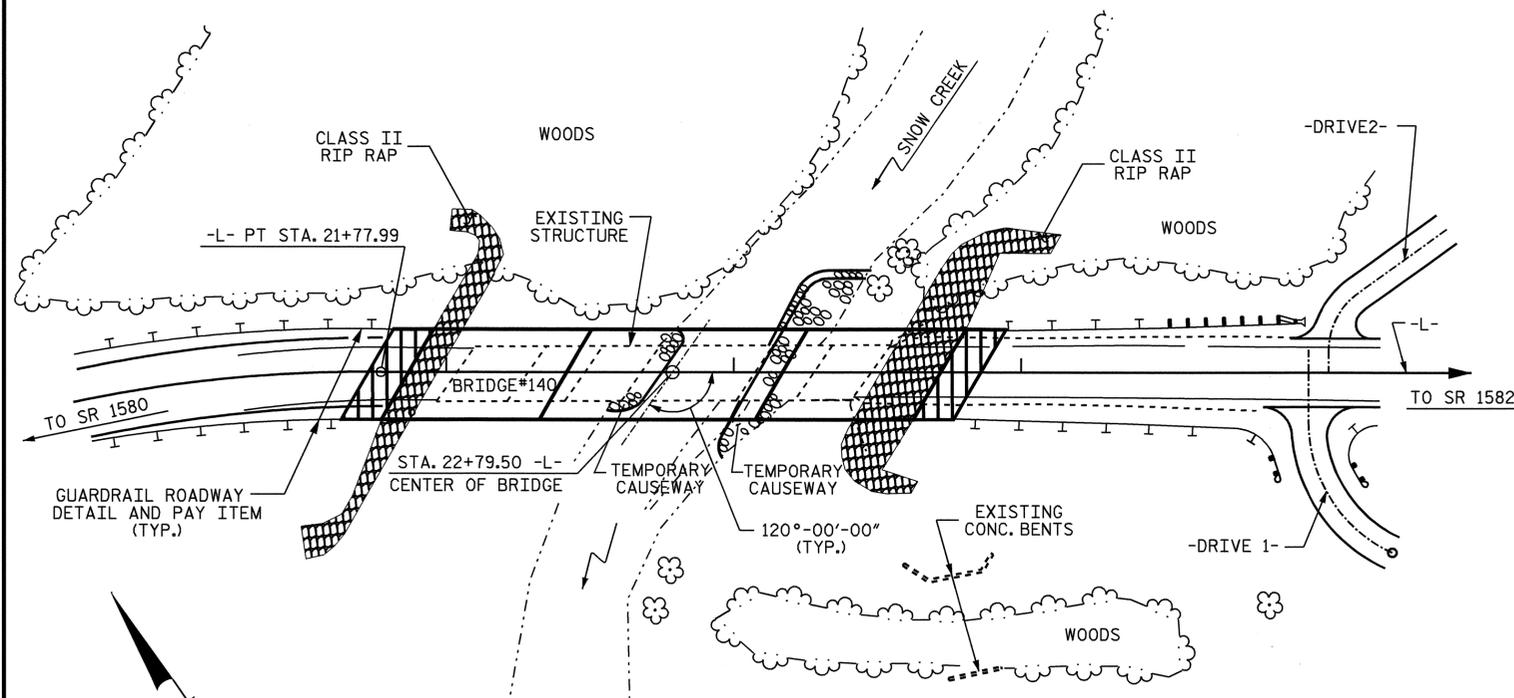 -DRIVE2-
CLASS II
RIP RAP
WOODS
SNOW CREEK
CLASS II
RIP RAP
-L- PT STA. 21+77.99
EXISTING
STRUCTURE
WOODS
-L-
BRIDGE#140
TO SR 1580
TO SR 1582
STA. 22+79.50 -L-
CENTER OF BRIDGE
TEMPORARY
CAUSEWAY
TEMPORARY
CAUSEWAY
GUARDRAIL ROADWAY
DETAIL AND PAY ITEM
(TYP.)
120°-00'-00"
(TYP.)
EXISTING
CONC. BENTS
-DRIVE 1-
WOODS